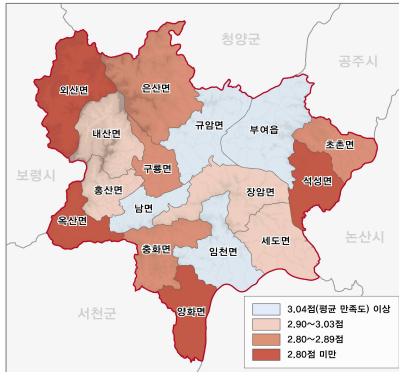 청양군
공주시
외산면
은산면
규암면
부여읍
초촌면
내산면
구룡면
보령시
석성면
홍산면
장암면
옥산면
남면
세도면
논산시
충화면
임천면
서천군
양화면
3.04점(평균 만족도) 이상
2.90~3.03점
2.80~2.89점
2.80점 미만